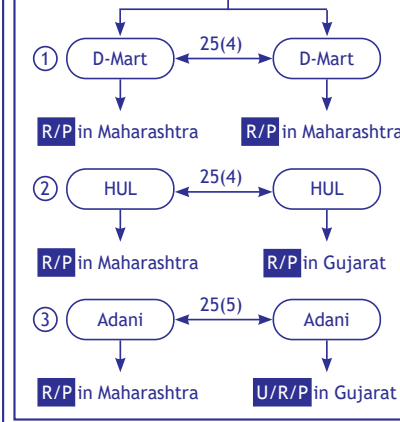 25(4)
① D-Mart D-Mart
R/P in Maharashtra R/P in Maharashtra
25(4)
② HUL HUL
R/P in Maharashtra R/P in Gujarat
25(5)
③ Adani Adani
R/P in Maharashtra U/R/P in Gujarat